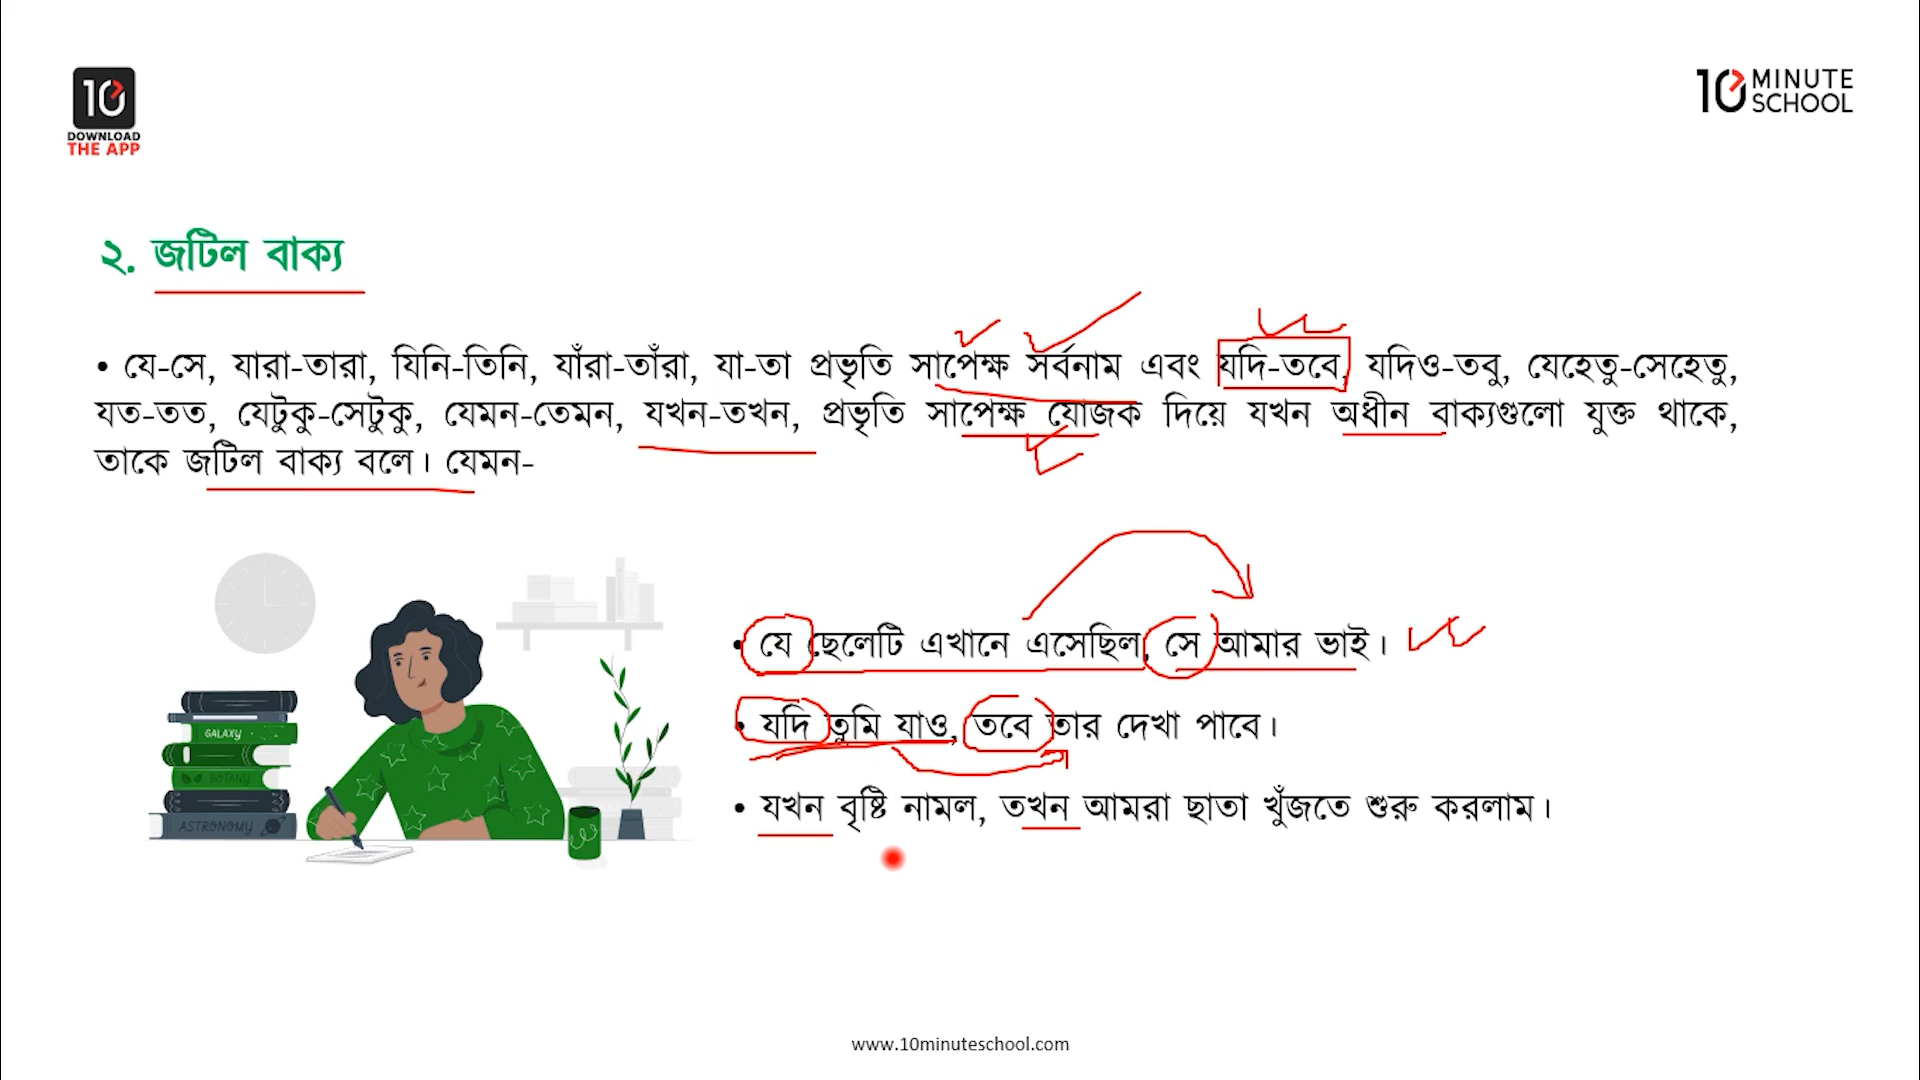 10
DOWNLOAD
THE APP
10 MINUTE
SCHOOL
২. জটিল বাক্য
• যে-সে, যারা-তারা, যিনি-তিনি, যাঁরা-তাঁরা, যা-তা প্রভৃতি সাপেক্ষ সর্বনাম এবং যদি-তবে, যদিও-তবু, যেহেতু-সেহেতু,
যত-তত, যেটুকু-সেটুকু, যেমন-তেমন, যখন-তখন, প্রভৃতি সাপেক্ষ যোজক দিয়ে যখন অধীন বাক্যগুলো যুক্ত থাকে,
তাকে জটিল বাক্য বলে। যেমন-
• যে ছেলেটি এখানে এসেছিল, সে আমার ভাই।
• যদি তুমি যাও, তবে তার দেখা পাবে।
• যখন বৃষ্টি নামল, তখন আমরা ছাতা খুঁজতে শুরু করলাম।
GALAXY
BOTANY
ASTRONOMY
www.10minuteschool.com